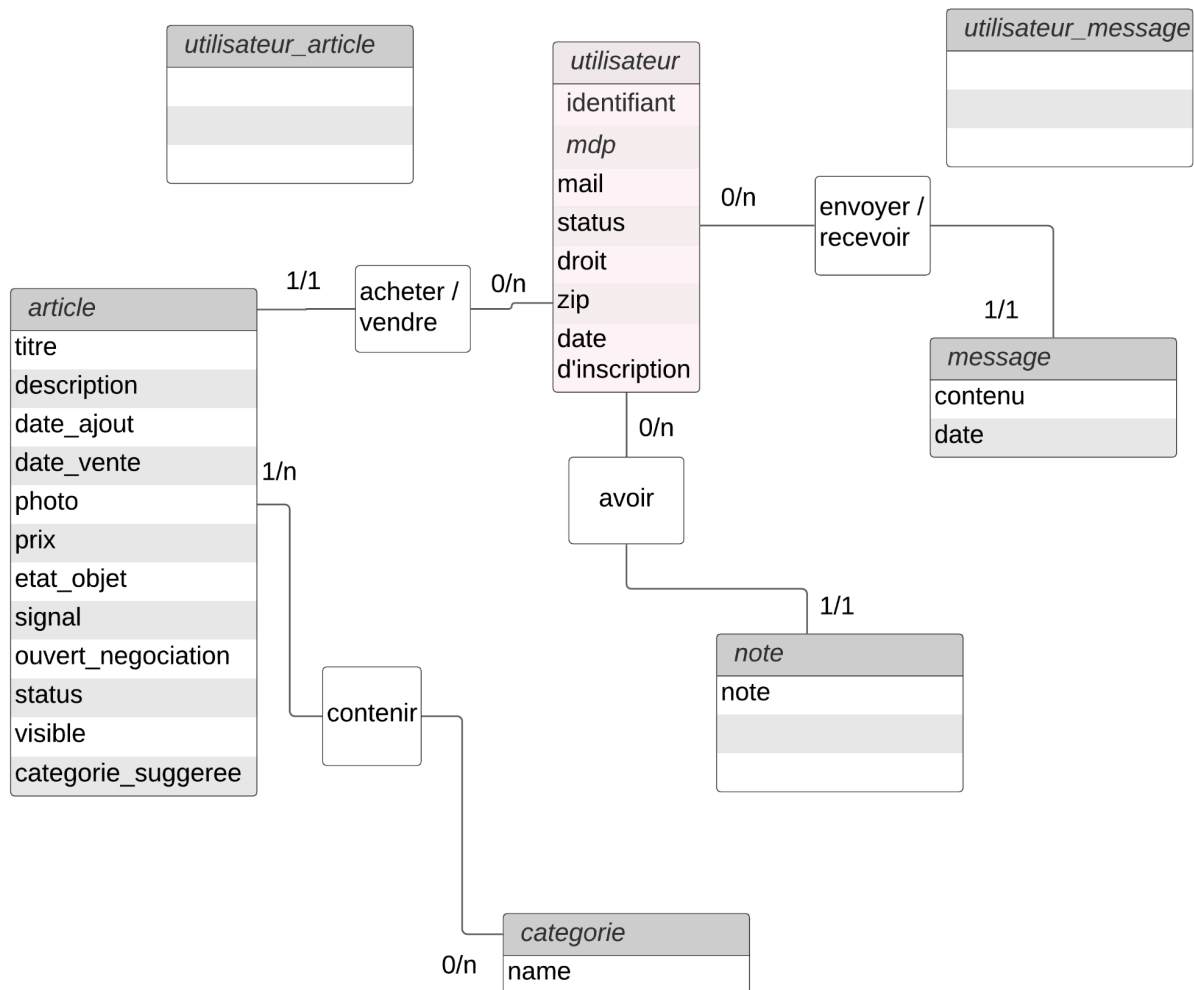 utilisateur_article
utilisateur_message
utilisateur
identifiant
mdp
mail
status
droit
zip
date
d'inscription
0/n
envoyer /
recevoir
1/1
message
contenu
date
1/1
acheter /
vendre
0/n
article
titre
description
date_ajout
date_vente
photo
prix
etat_objet
signal
ouvert_negociation
status
visible
categorie_suggeree
1/n
0/n
avoir
1/1
note
note
contenir
0/n
categorie
name